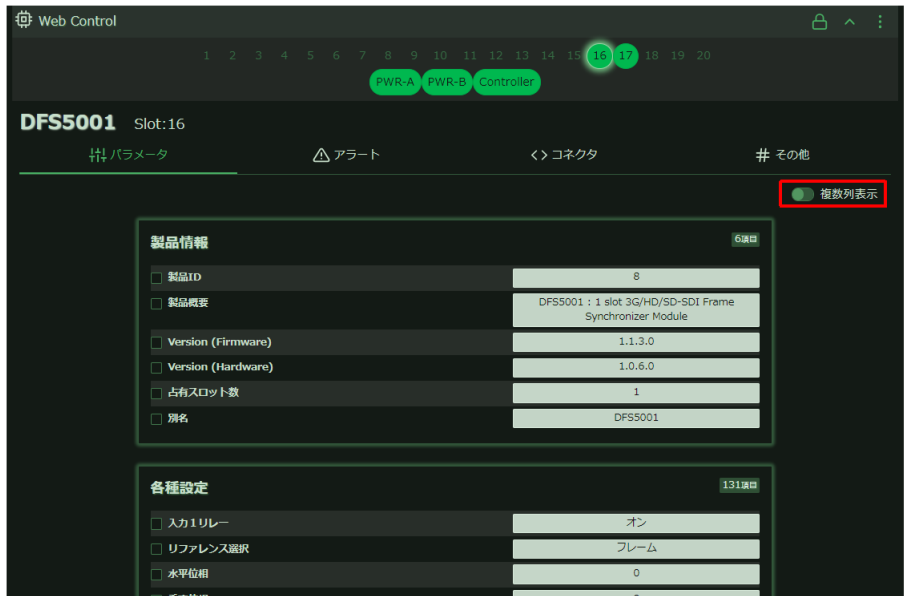 Web Control
1 2 3 4 5 6 7 8 9 10 11 12 13 14 15 16 17 18 19 20
PWR-A PWR-B Controller
DFS5001 Slot:16
パラメータ アラート コネクタ その他
複数列表示
製品情報 6項目
製品ID 8
製品概要 DFS5001 : 1 slot 3G/HD/SD-SDI Frame
Synchronizer Module
Version (Firmware) 1.1.3.0
Version (Hardware) 1.0.6.0
占有スロット数 1
別名 DFS5001
各種設定 131項目
入力1リレー オン
リファレンス選択 フレーム
水平位相 0